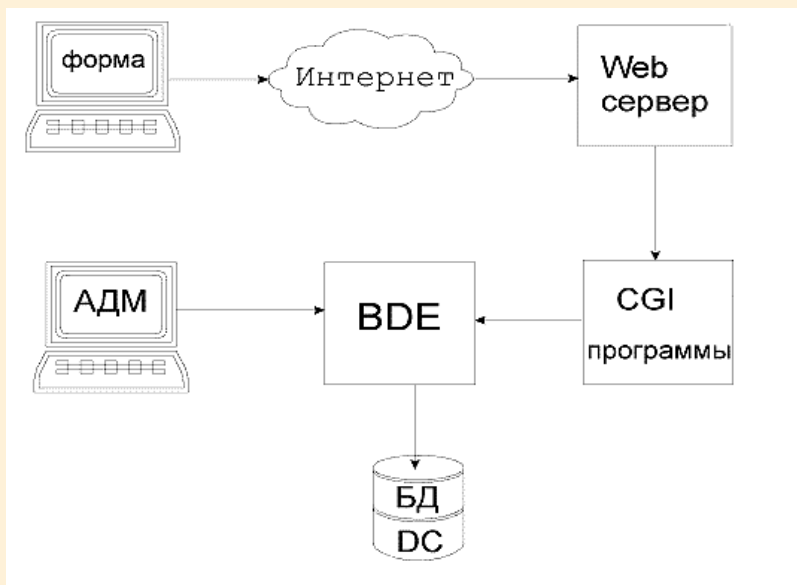 форма
Интернет
Web
сервер
АДМ
BDE
CGI
программы
БД
DC